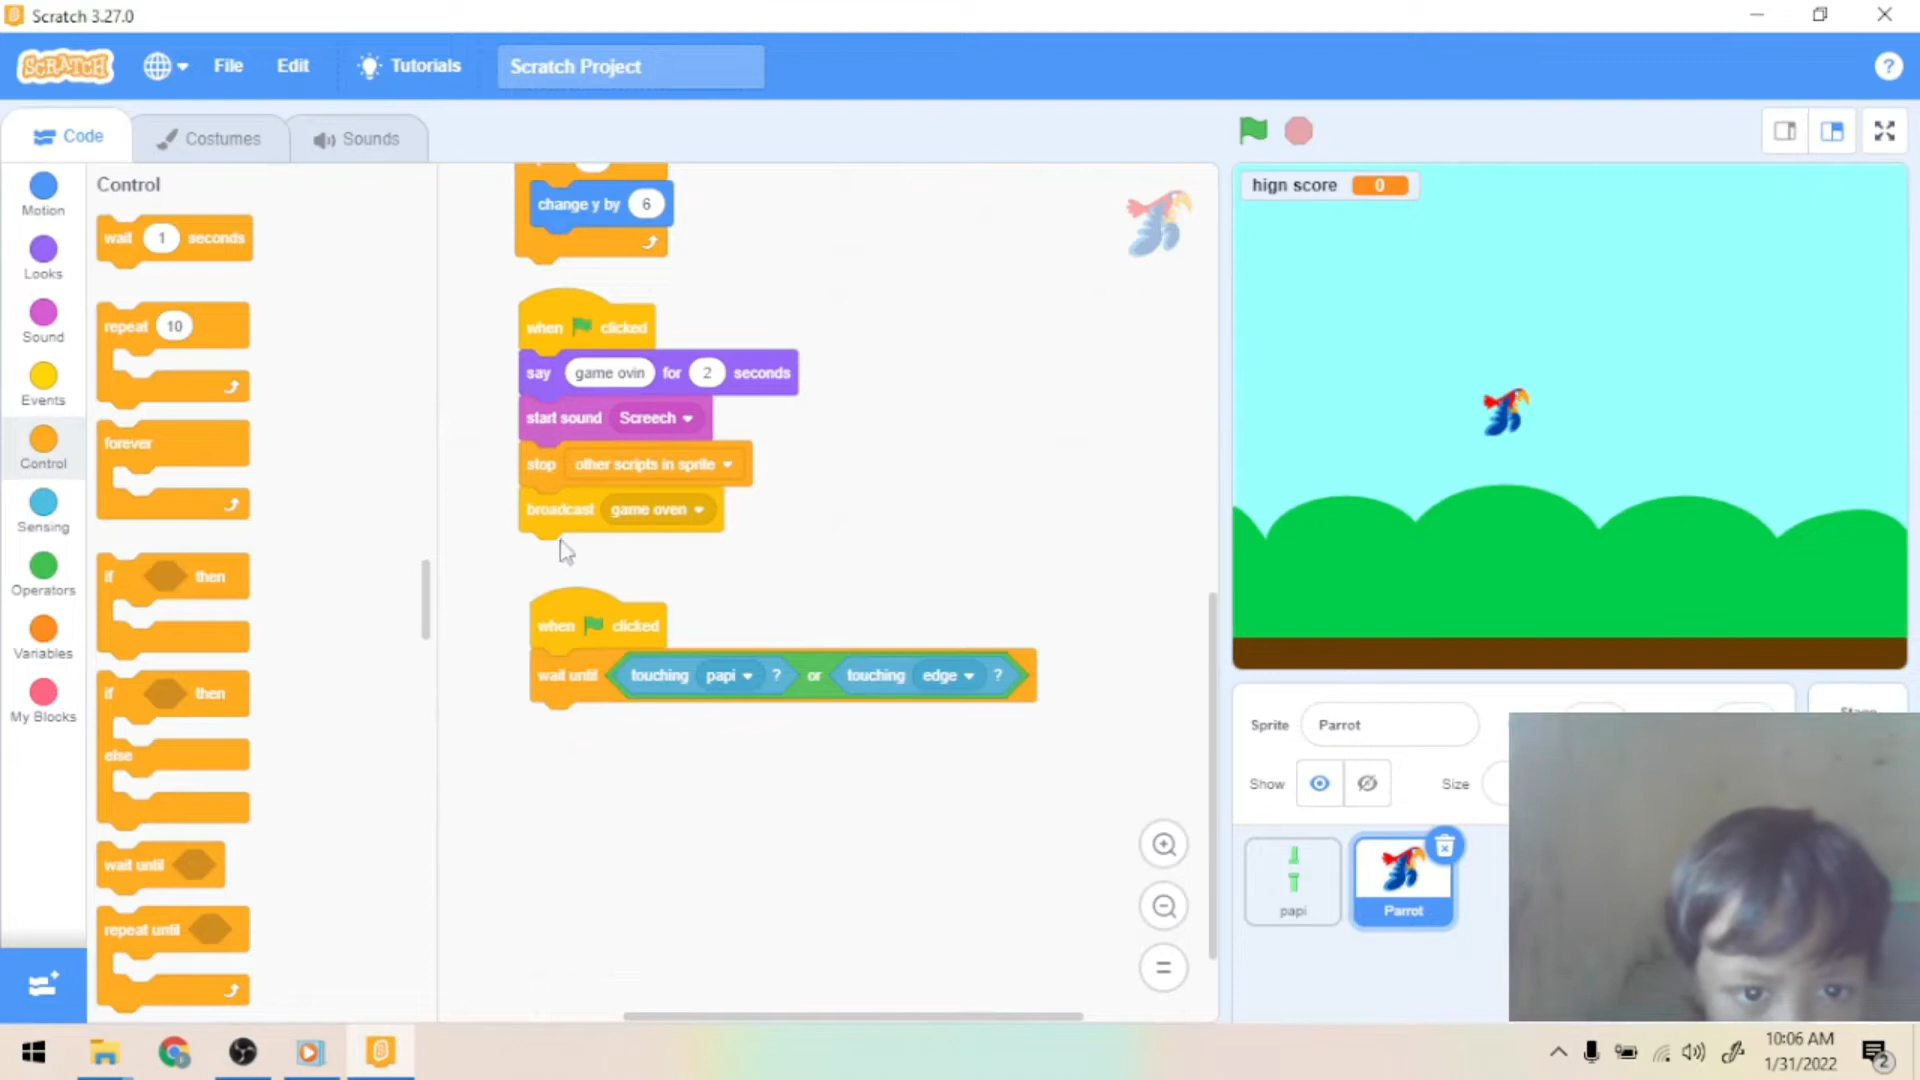 Scratch 3.27.0
SCRATCH
File
Edit
Tutorials
Scratch Project
Code
Costumes
Sounds
Motion
Looks
Sound
Events
Control
Sensing
Operators
Variables
My Blocks
Control
wait 1 seconds
repeat 10
forever
if then
if then
else
wait until
repeat until
change y by 6
when clicked
say game ovin for 2 seconds
start sound Screech
stop other scripts in sprite
broadcast game oven
when clicked
wait until touching papi ? or touching edge ?
hign score 0
Sprite Parrot
Show
Size
Stage
papi
Parrot
10:06 AM
1/31/2022
2